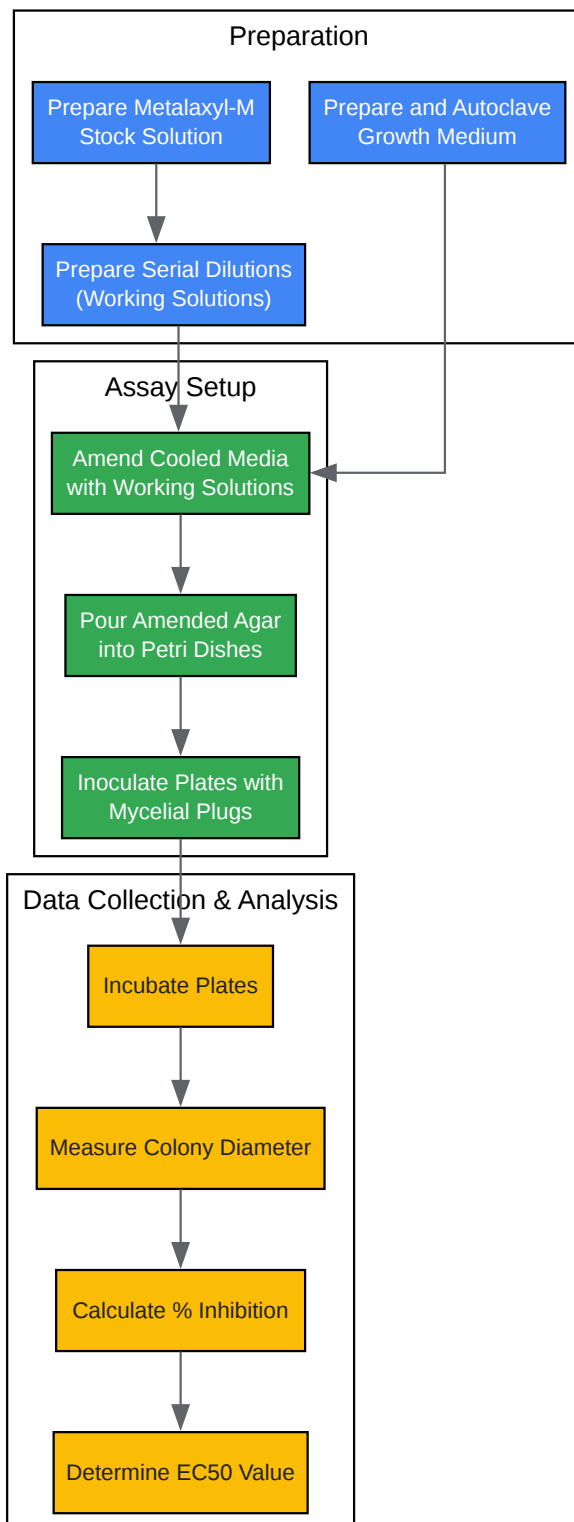 Preparation
Prepare Metalaxyl-M
Stock Solution
Prepare and Autoclave
Growth Medium
Prepare Serial Dilutions
(Working Solutions)
Assay Setup
Amend Cooled Media
with Working Solutions
Pour Amended Agar
into Petri Dishes
Inoculate Plates with
Mycelial Plugs
Data Collection & Analysis
Incubate Plates
Measure Colony Diameter
Calculate % Inhibition
Determine EC50 Value